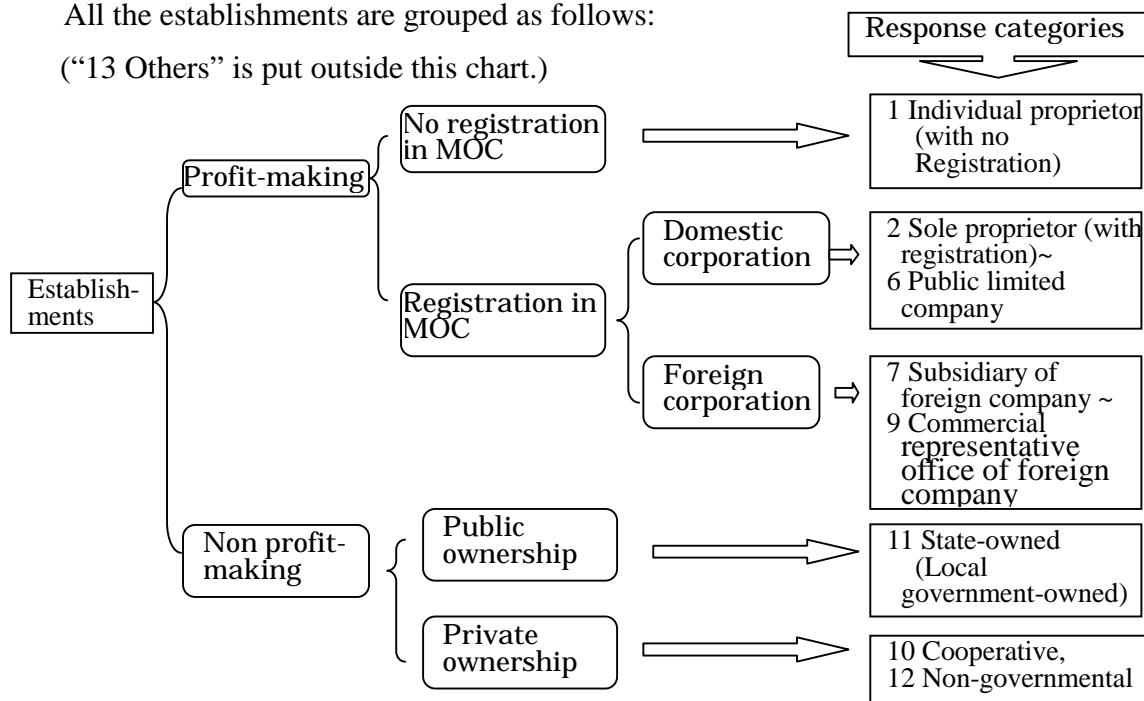 All the establishments are grouped as follows:
(“13 Others” is put outside this chart.)
Response categories
No registration
in MOC
1 Individual proprietor
(with no
Registration)
Profit-making
Domestic
corporation
2 Sole proprietor (with
registration)~
6 Public limited
company
Establish-
ments
Registration in
MOC
Foreign
corporation
7 Subsidiary of
foreign company ~
9 Commercial
representative
office of foreign
company
Non profit-
making
Public
ownership
11 State-owned
(Local
government-owned)
Private
ownership
10 Cooperative,
12 Non-governmental